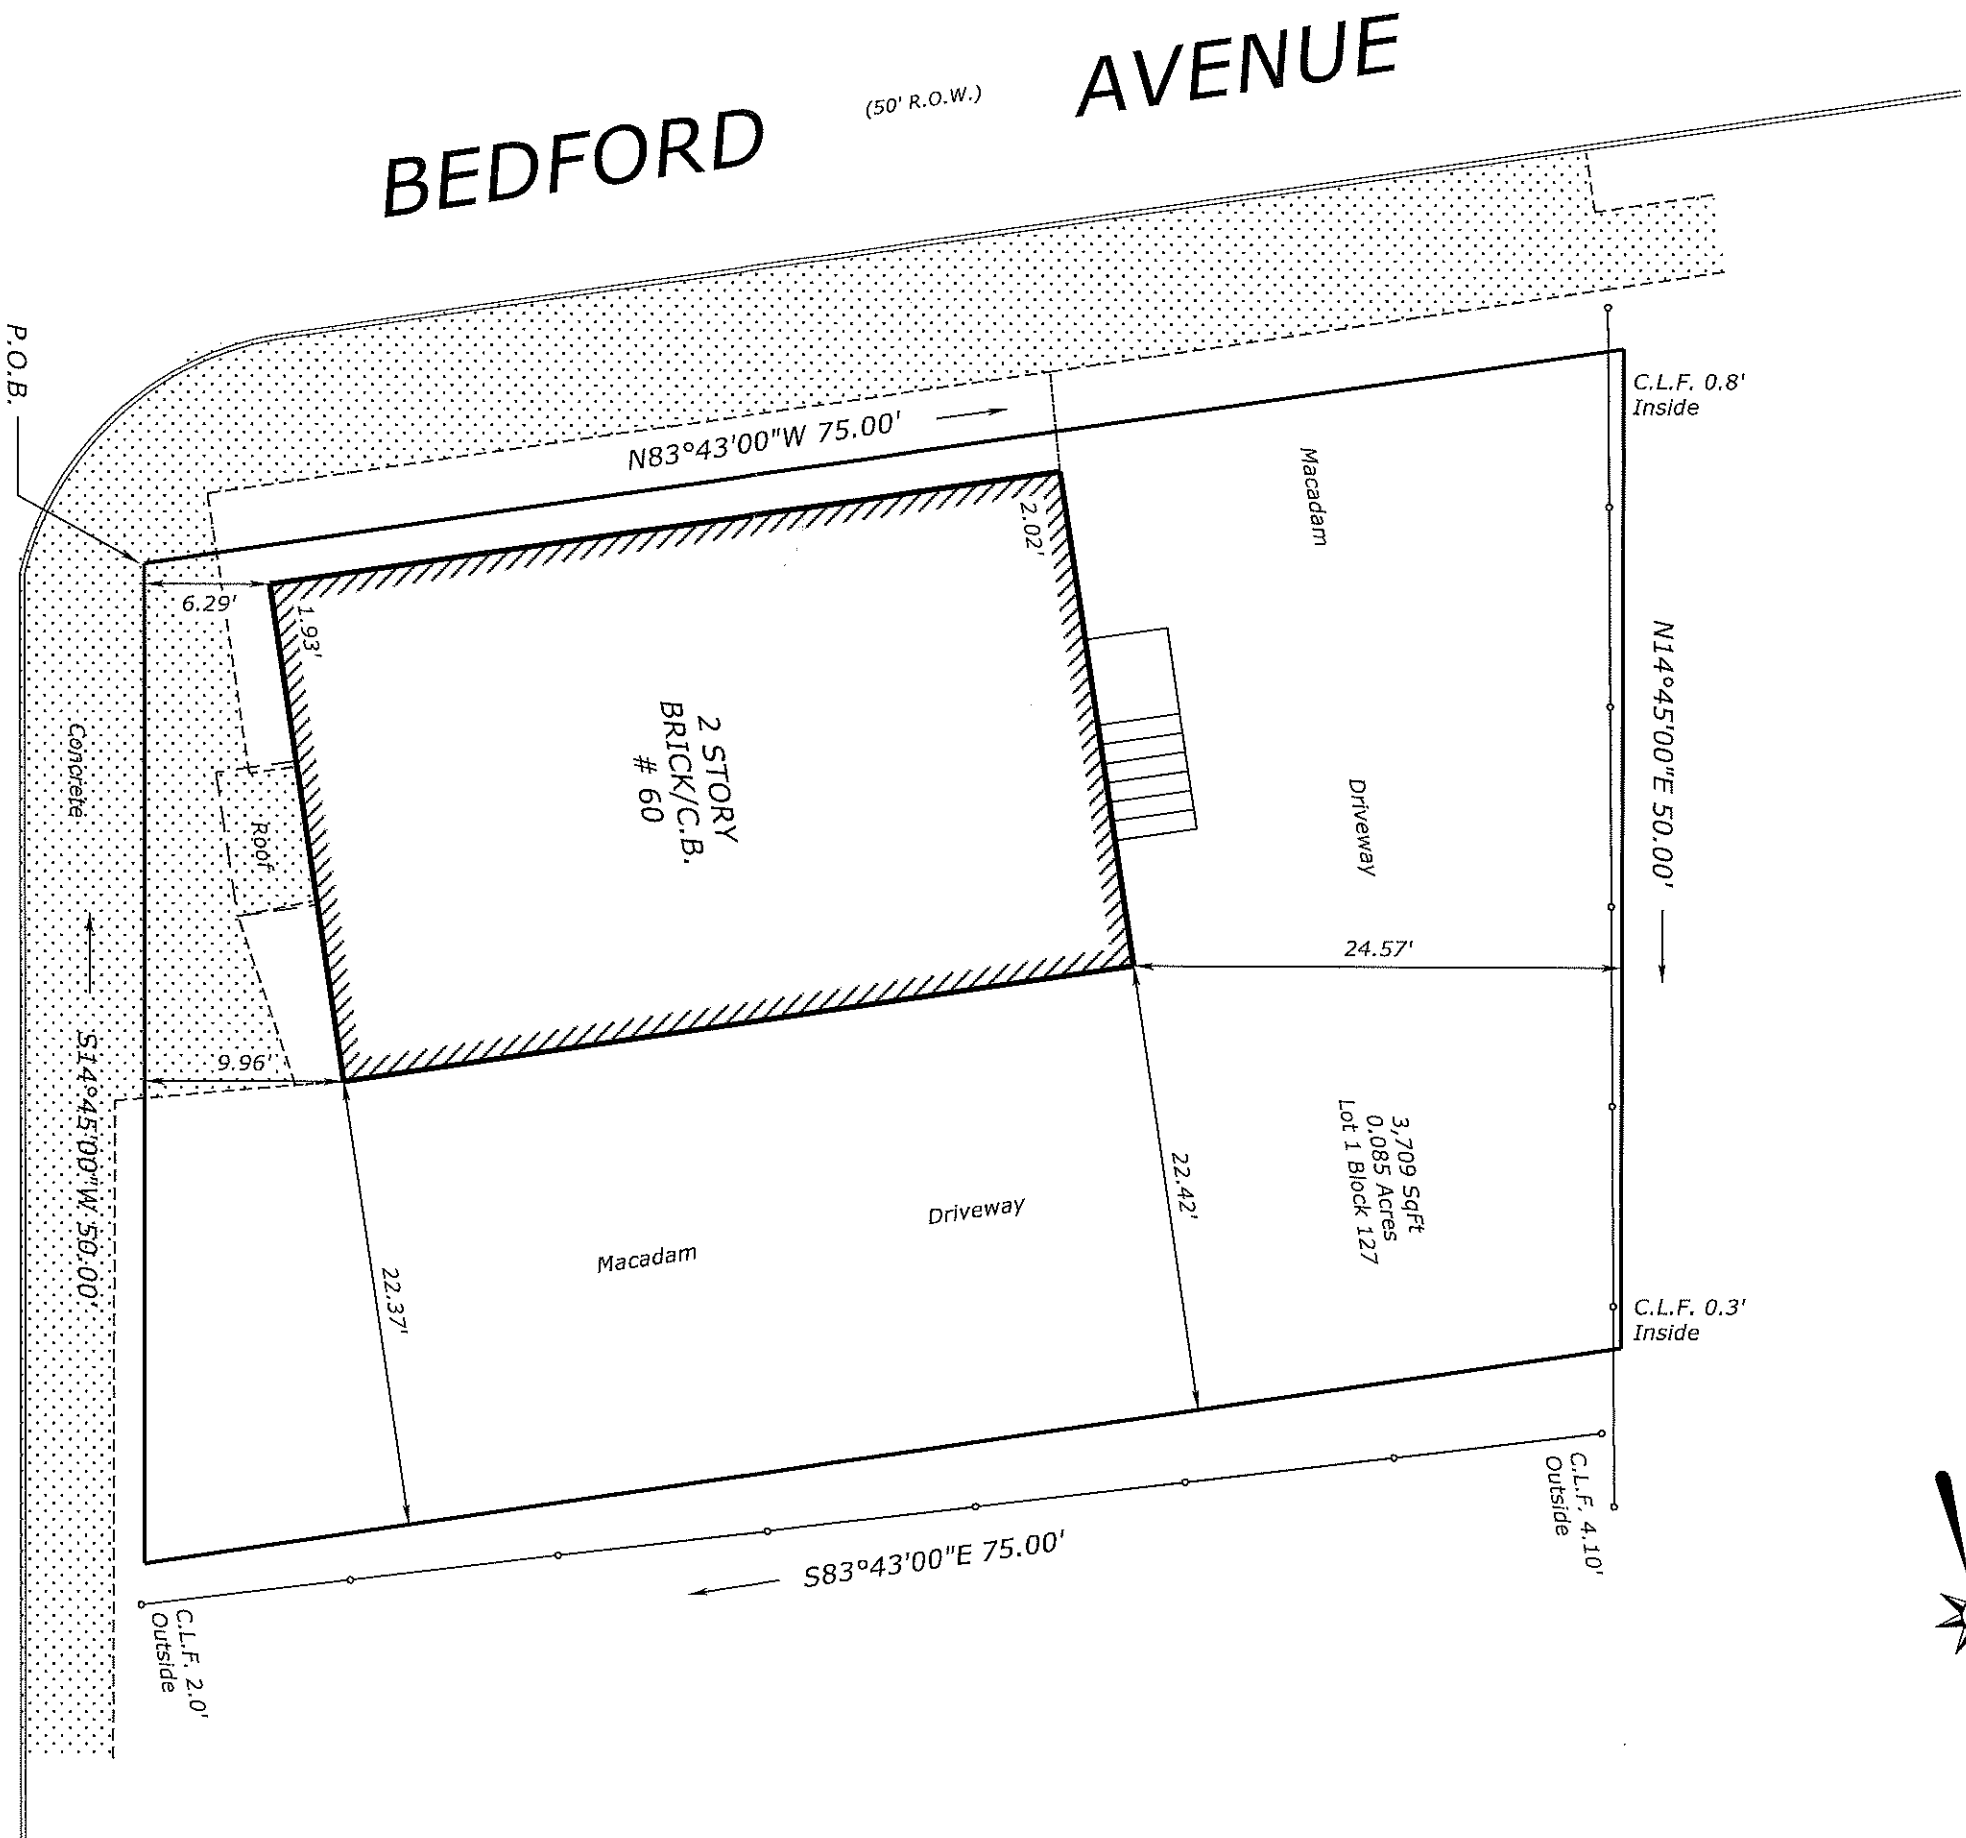 BEDFORD AVENUE
(50' R.O.W.)
P.O.B.
N83°43'00"W 75.00'
C.L.F. 0.8'
Inside
Macadam
2.02'
6.29'
1.93'
N14°45'00"E 50.00'
2 STORY
BRICK/C.B.
# 60
Concrete
Roof
Driveway
24.57'
S14°45'00"W 50.00'
9.96'
3,709 SqFt
0.085 Acres
Lot 1 Block 127
22.42'
Driveway
Macadam
22.37'
C.L.F. 0.3'
Inside
C.L.F. 4.10'
Outside
S83°43'00"E 75.00'
C.L.F. 2.0'
Outside